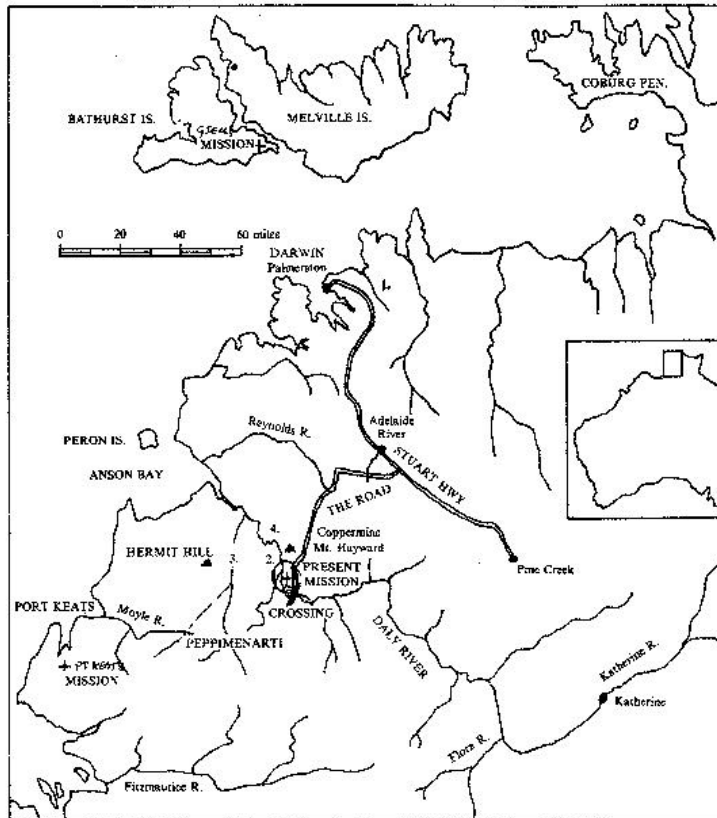 COBURG PEN.
BATHURST IS.
MELVILLE IS.
MISSION
0 20 40 60 miles
DARWIN
Palmerston
1.
Adelaide
River
Reynolds R.
PERON IS.
STUART HWY
ANSON BAY
THE ROAD
4.
Coppermine
Mt. Hayward
HERMIT HILL
3.
2.
PRESENT
MISSION
Pine Creek
PORT KEATS
CROSSING
Moyle R.
PEPPIMENARTI
DALY RIVER
Katherine R.
PT KEATS
MISSION
Katherine
Flora R.
Fitzmaurice R.